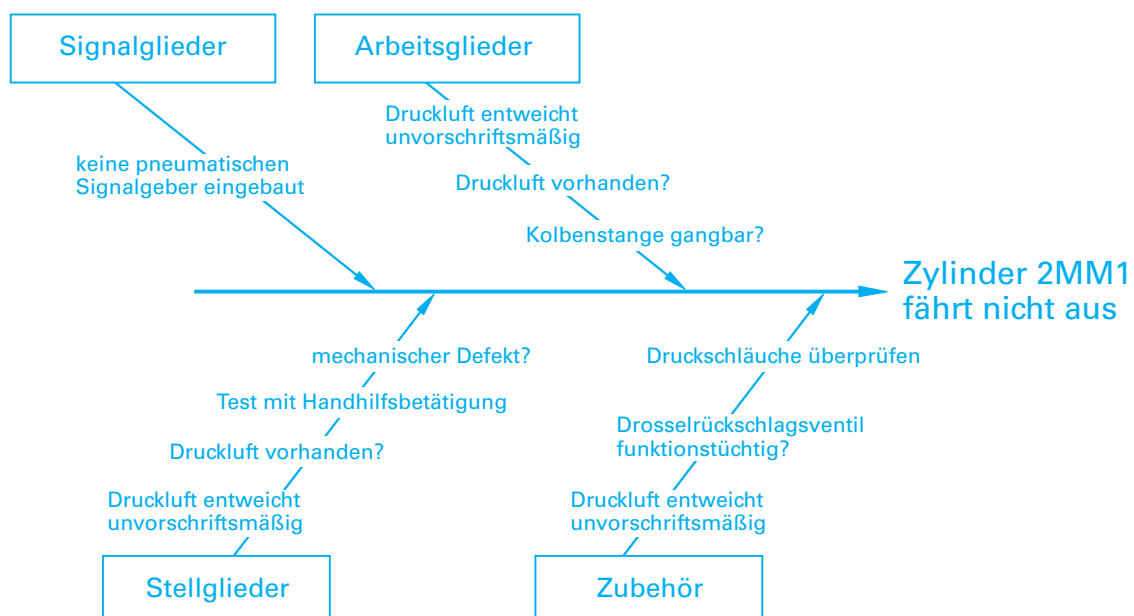 Signalglieder
Arbeitsglieder
Druckluft entweicht
unvorschriftsmäßig
keine pneumatischen
Signalgeber eingebaut
Druckluft vorhanden?
Kolbenstange gangbar?
Zylinder 2MM1
fährt nicht aus
mechanischer Defekt?
Druckschläuche überprüfen
Test mit Handhilfsbetätigung
Drosselrückschlagsventil
funktionstüchtig?
Druckluft vorhanden?
Druckluft entweicht
unvorschriftsmäßig
Druckluft entweicht
unvorschriftsmäßig
Stellglieder
Zubehör